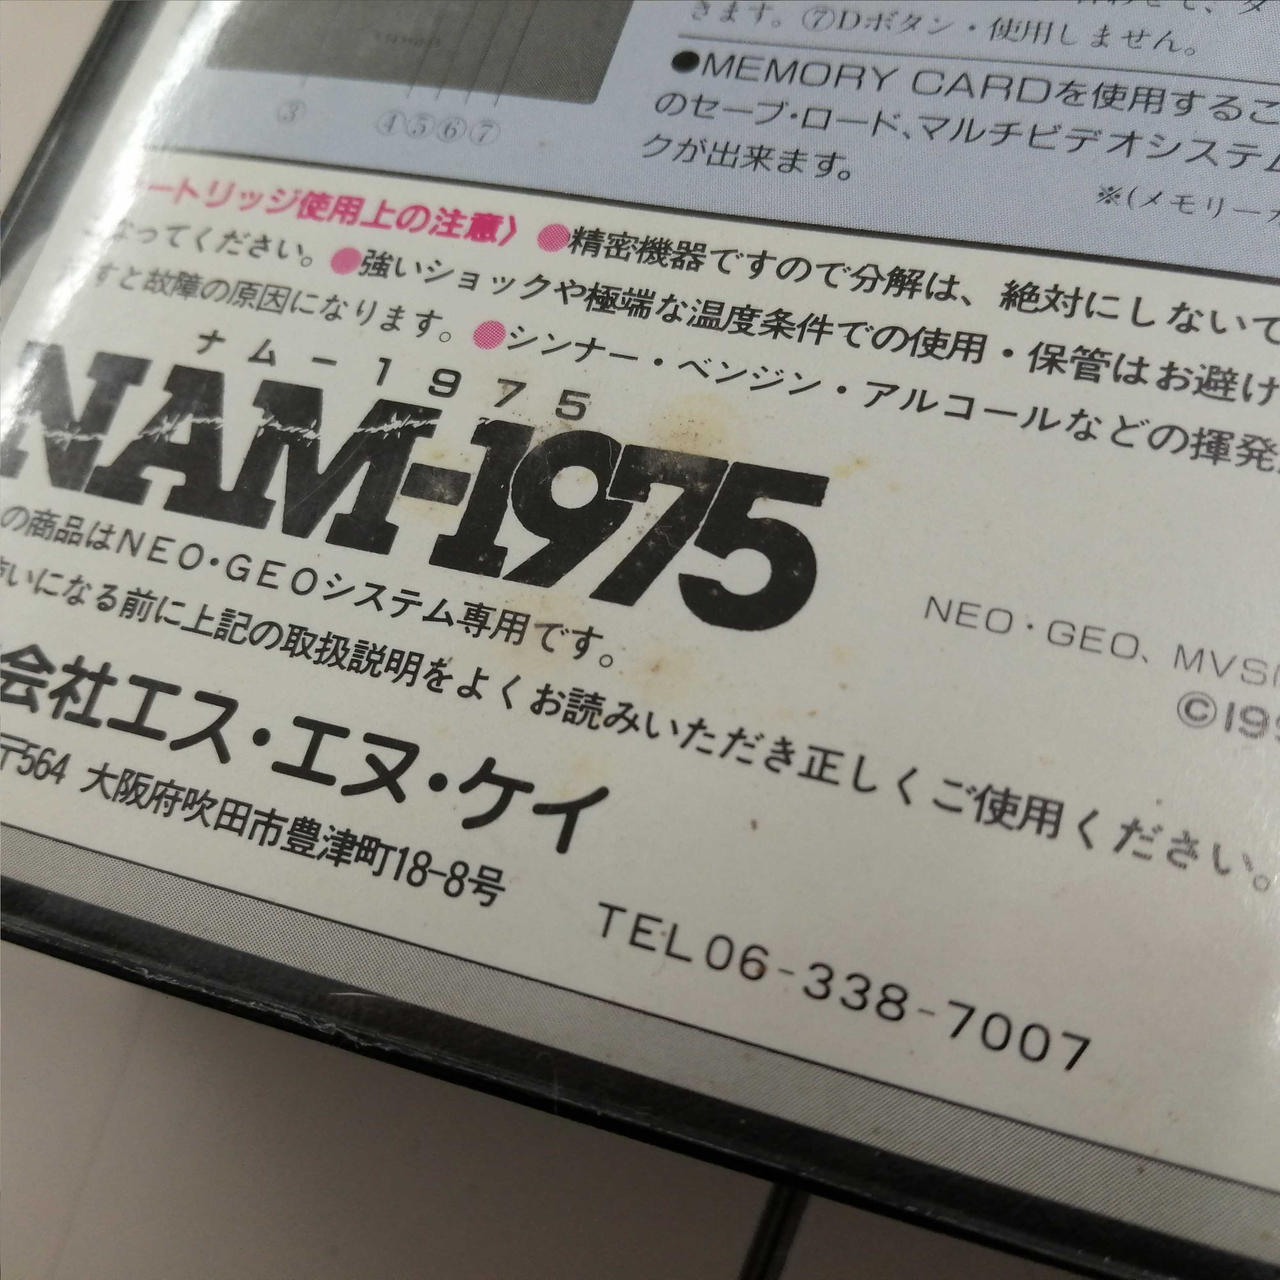 きます。⑦Dボタン・使用しません。
●MEMORY CARDを使用するこ
のセーブ・ロード、マルチビデオシステム
クが出来ます。
※(メモリー
③ ④⑤⑥⑦
ートリッジ使用上の注意〉 ●精密機器ですので分解は、絶対にしないで
なってください。●強いショックや極端な温度条件での使用・保管はお避け
すと故障の原因になります。●シンナー・ベンジン・アルコールなどの揮発
ナムー1975
NAM-1975
の商品はNEO・GEOシステム専用です。
いになる前に上記の取扱説明をよくお読みいただき正しくご使用ください。
NEO・GEO、MVS
©199
会社エス・エヌ・ケイ
〒564 大阪府吹田市豊津町18-8号
TEL06-338-7007